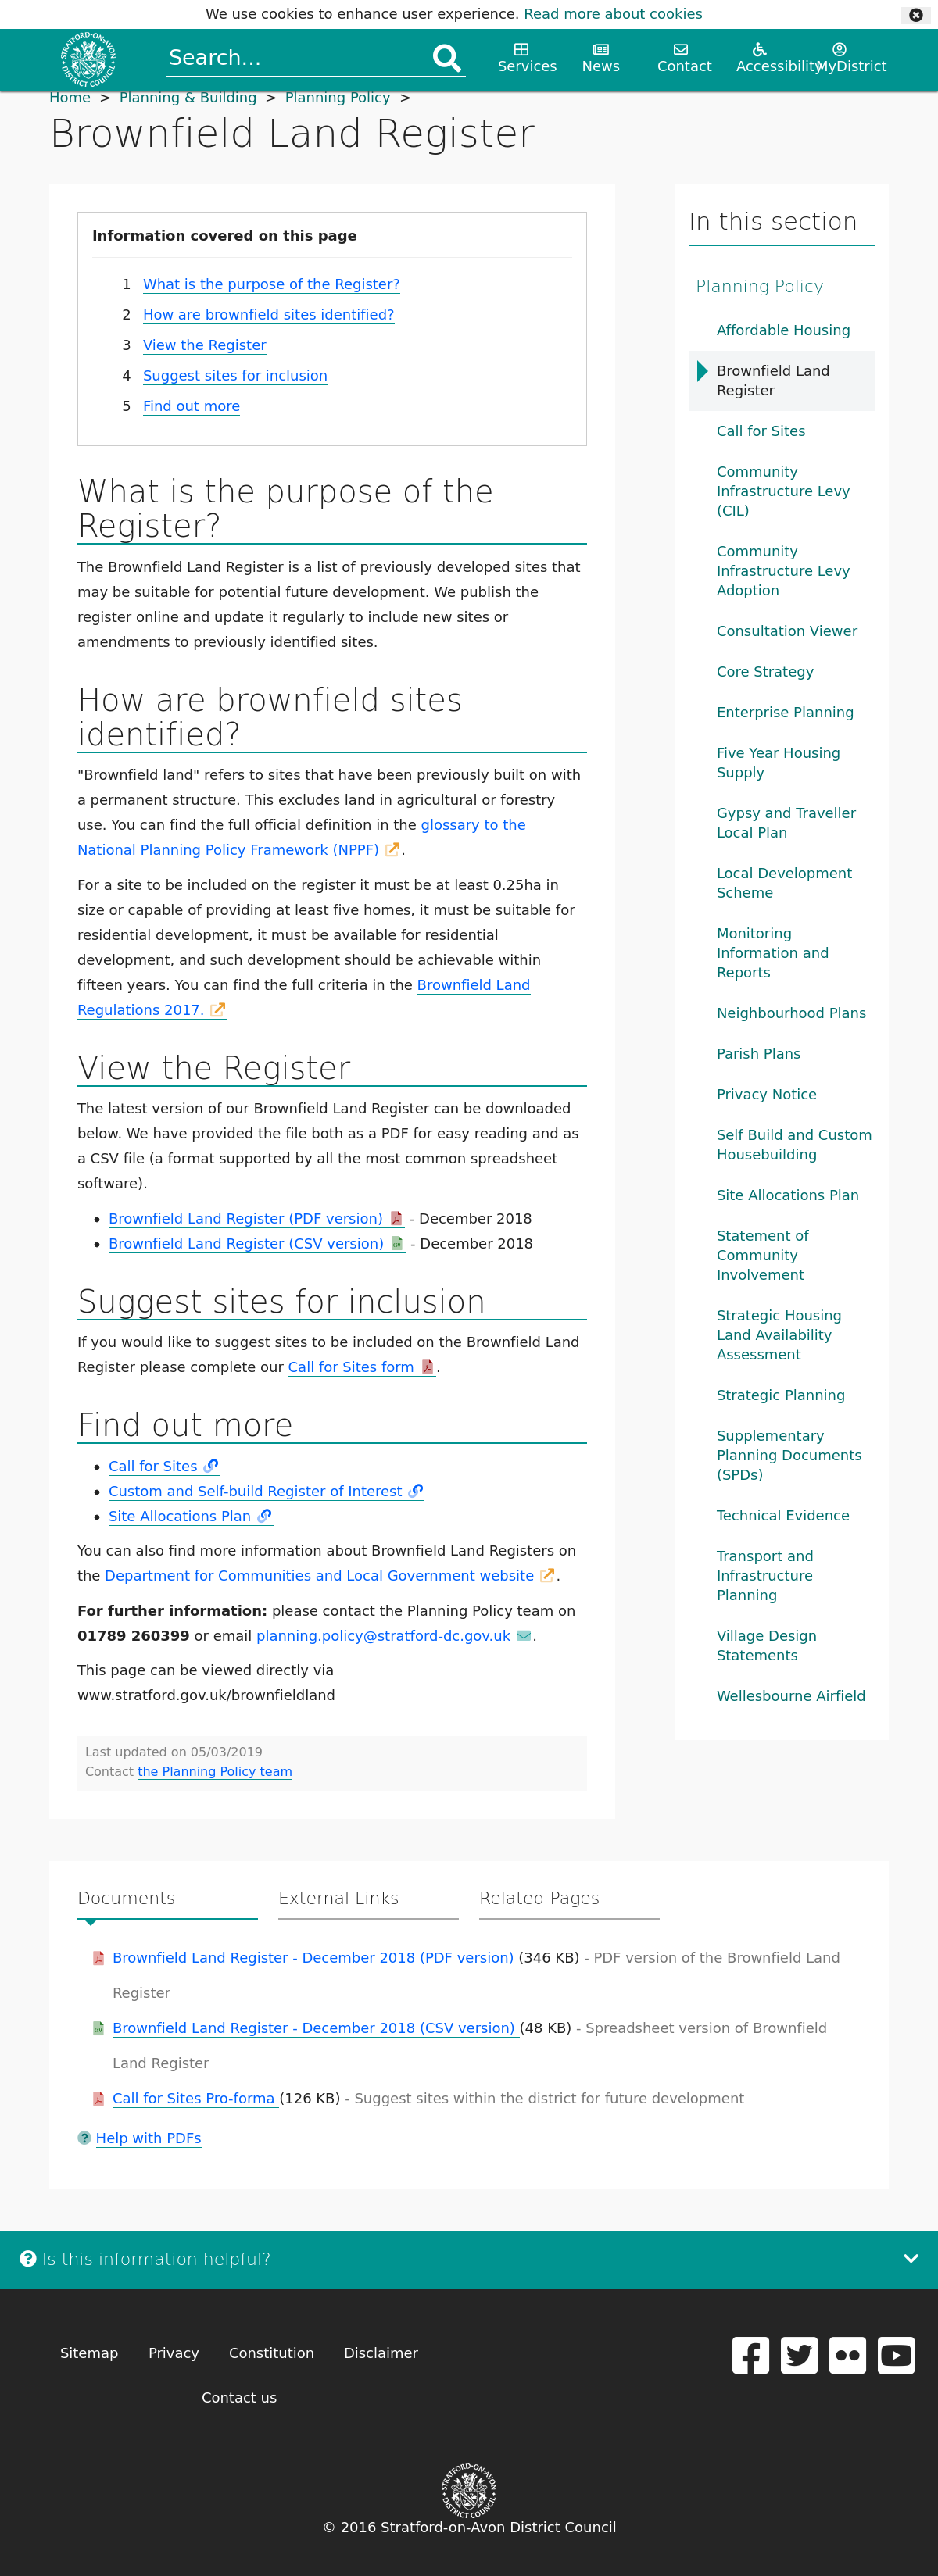 We use cookies to enhance user experience. Read more about cookies
STRATFORD-ON-AVON DISTRICT COUNCIL
Search...
Services
News
Contact
Accessibility
MyDistrict
Home > Planning & Building > Planning Policy >
Brownfield Land Register
Information covered on this page
1 What is the purpose of the Register?
2 How are brownfield sites identified?
3 View the Register
4 Suggest sites for inclusion
5 Find out more
What is the purpose of the
Register?
The Brownfield Land Register is a list of previously developed sites that
may be suitable for potential future development. We publish the
register online and update it regularly to include new sites or
amendments to previously identified sites.
How are brownfield sites
identified?
"Brownfield land" refers to sites that have been previously built on with
a permanent structure. This excludes land in agricultural or forestry
use. You can find the full official definition in the glossary to the
National Planning Policy Framework (NPPF).
For a site to be included on the register it must be at least 0.25ha in
size or capable of providing at least five homes, it must be suitable for
residential development, it must be available for residential
development, and such development should be achievable within
fifteen years. You can find the full criteria in the Brownfield Land
Regulations 2017.
View the Register
The latest version of our Brownfield Land Register can be downloaded
below. We have provided the file both as a PDF for easy reading and as
a CSV file (a format supported by all the most common spreadsheet
software).
Brownfield Land Register (PDF version) - December 2018
Brownfield Land Register (CSV version) - December 2018
Suggest sites for inclusion
If you would like to suggest sites to be included on the Brownfield Land
Register please complete our Call for Sites form.
Find out more
Call for Sites
Custom and Self-build Register of Interest
Site Allocations Plan
You can also find more information about Brownfield Land Registers on
the Department for Communities and Local Government website.
For further information: please contact the Planning Policy team on
01789 260399 or email planning.policy@stratford-dc.gov.uk.
This page can be viewed directly via
www.stratford.gov.uk/brownfieldland
Last updated on 05/03/2019
Contact the Planning Policy team
In this section
Planning Policy
Affordable Housing
Brownfield Land
Register
Call for Sites
Community
Infrastructure Levy
(CIL)
Community
Infrastructure Levy
Adoption
Consultation Viewer
Core Strategy
Enterprise Planning
Five Year Housing
Supply
Gypsy and Traveller
Local Plan
Local Development
Scheme
Monitoring
Information and
Reports
Neighbourhood Plans
Parish Plans
Privacy Notice
Self Build and Custom
Housebuilding
Site Allocations Plan
Statement of
Community
Involvement
Strategic Housing
Land Availability
Assessment
Strategic Planning
Supplementary
Planning Documents
(SPDs)
Technical Evidence
Transport and
Infrastructure
Planning
Village Design
Statements
Wellesbourne Airfield
Documents
External Links
Related Pages
Brownfield Land Register - December 2018 (PDF version) (346 KB) - PDF version of the Brownfield Land
Register
Brownfield Land Register - December 2018 (CSV version) (48 KB) - Spreadsheet version of Brownfield
Land Register
Call for Sites Pro-forma (126 KB) - Suggest sites within the district for future development
Help with PDFs
Is this information helpful?
Sitemap
Privacy
Constitution
Disclaimer
Contact us
STRATFORD-ON-AVON DISTRICT COUNCIL
© 2016 Stratford-on-Avon District Council